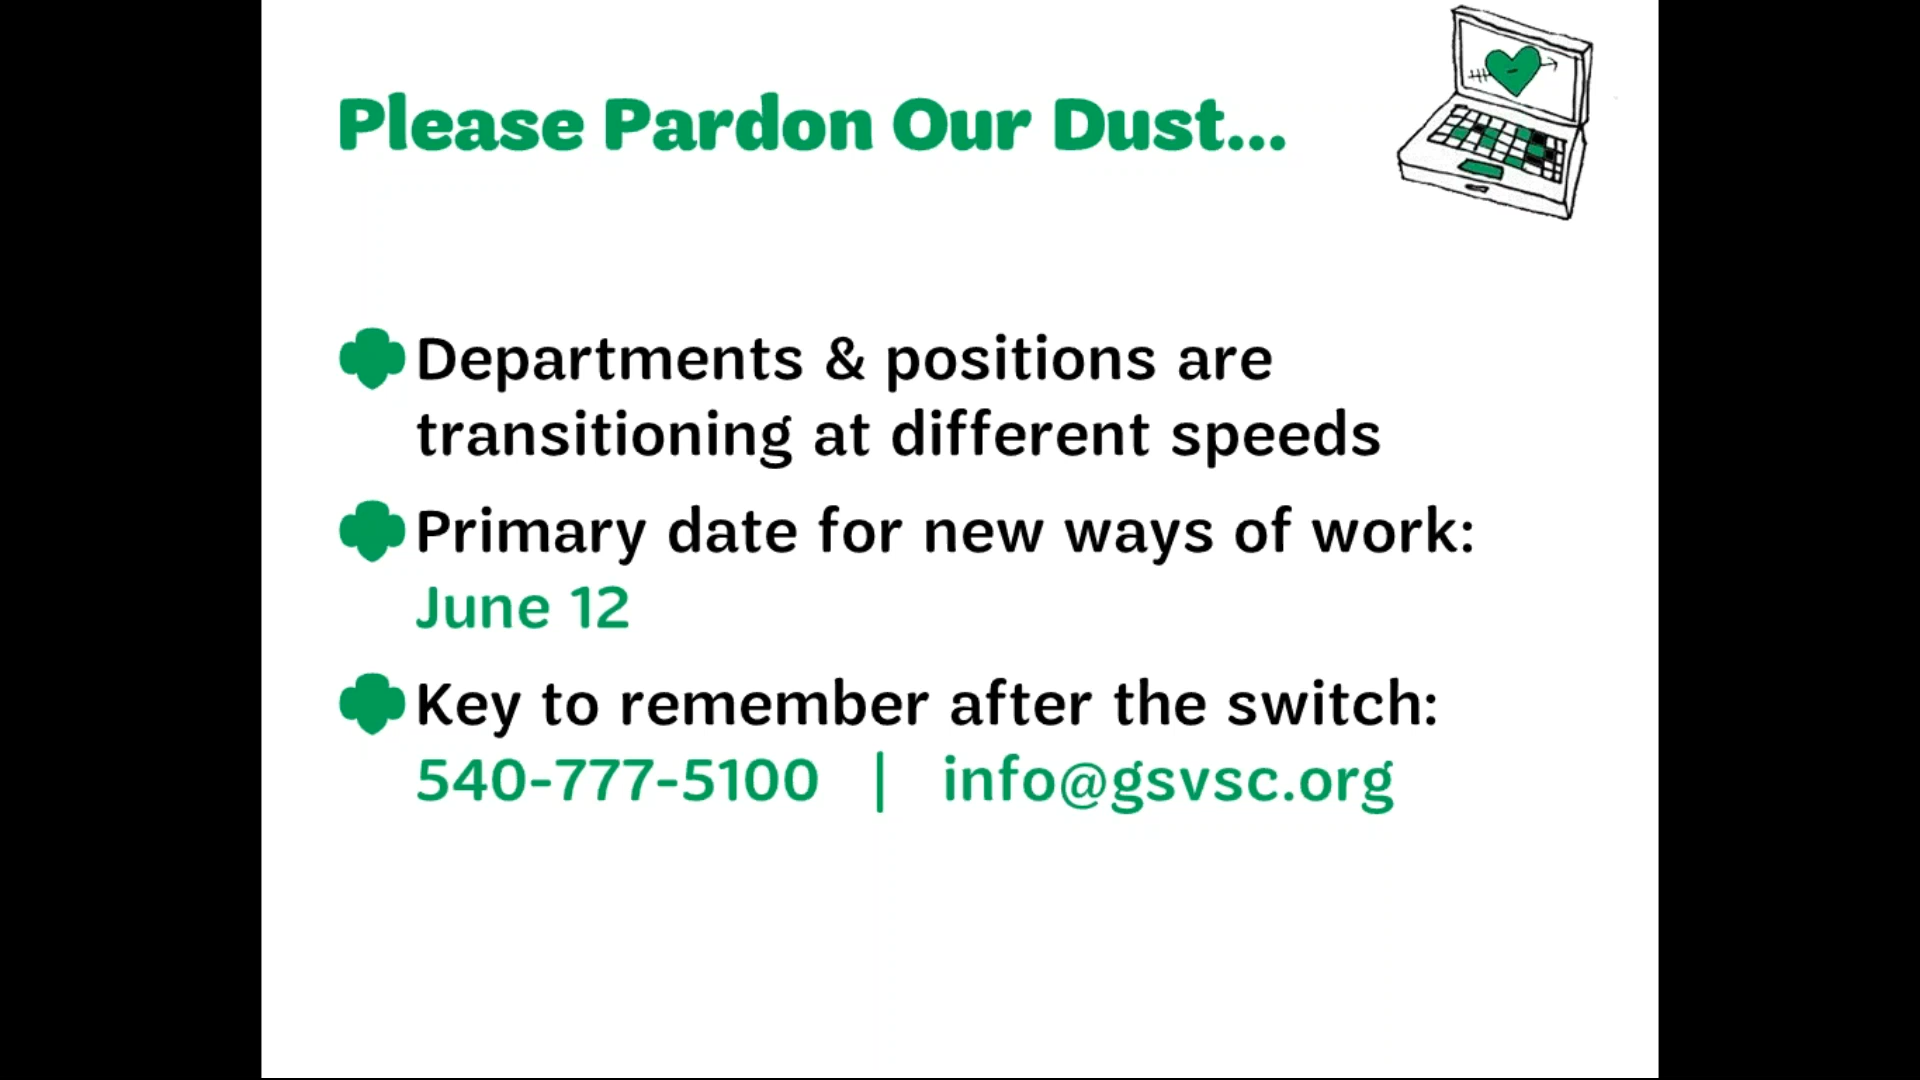 Please Pardon Our Dust...
Departments & positions are
transitioning at different speeds
Primary date for new ways of work:
June 12
Key to remember after the switch:
540-777-5100 | info@gsvsc.org